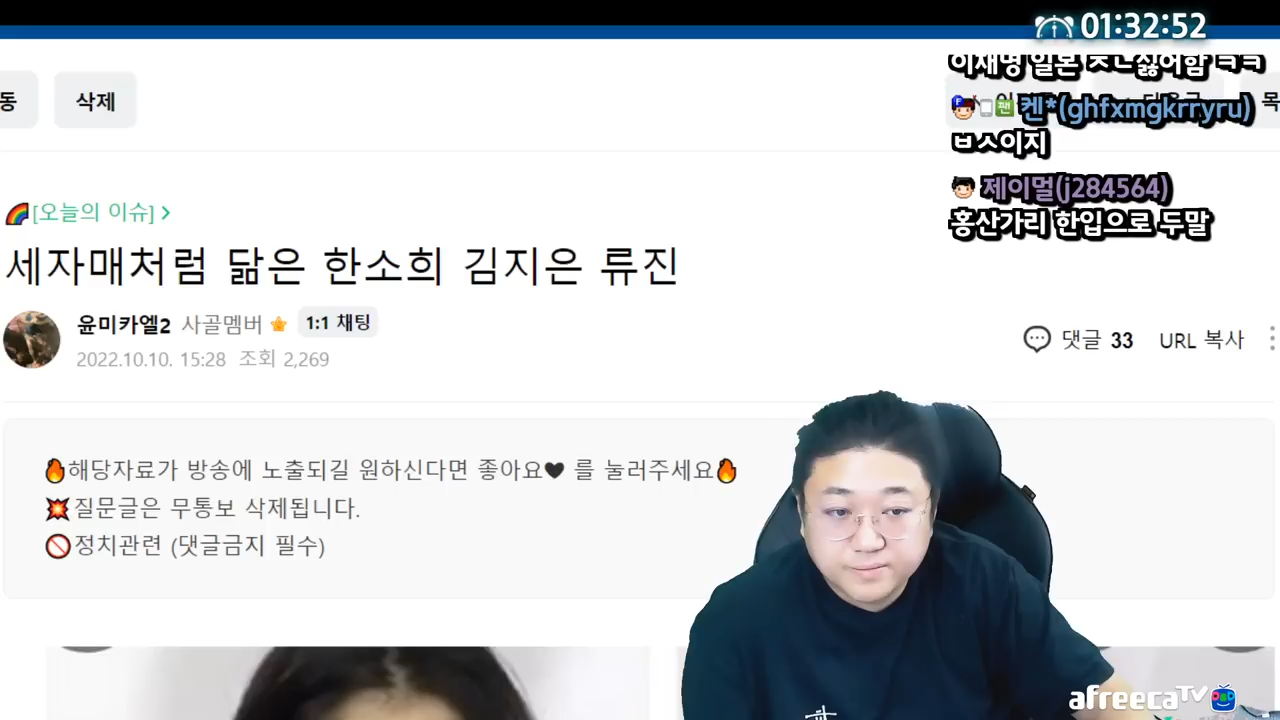 01:32:52
이재명 일본 ㅈㄴ싫어함 ㅋㅋ
동
삭제
목
켄*(ghfxmgkrryru)
ㅂㅅ이지
제이멀(j284564)
홍산가리 한입으로 두말
[오늘의 이슈] >
세자매처럼 닮은 한소희 김지은 류진
윤미카엘2 사골멤버 1:1 채팅
2022.10.10. 15:28 조회 2,269
댓글 33 URL 복사
해당자료가 방송에 노출되길 원하신다면 좋아요🖤 를 눌러주세요
질문글은 무통보 삭제됩니다.
정치관련 (댓글금지 필수)
afreecaTV